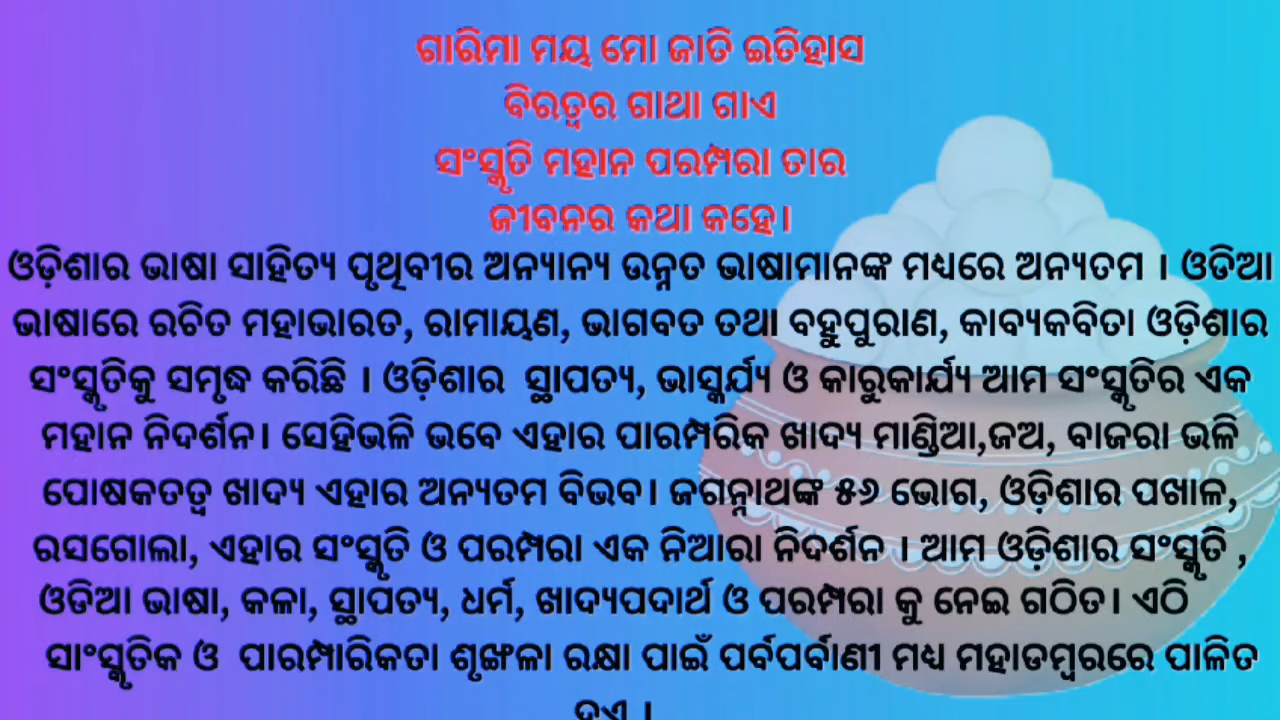 ଗାରିମା ମୟ ମୋ ଜାତି ଇତିହାସ
ବିରତ୍ଵର ଗାଥା ଗାଏ
ସଂସ୍କୃତି ମହାନ ପରମ୍ପରା ତାର
ଜୀବନର କଥା କହେ।
ଓଡ଼ିଶାର ଭାଷା ସାହିତ୍ୟ ପୃଥିବୀର ଅନ୍ୟାନ୍ୟ ଉନ୍ନତ ଭାଷାମାନଙ୍କ ମଧ୍ୟରେ ଅନ୍ୟତମ । ଓଡିଆ
ଭାଷାରେ ରଚିତ ମହାଭାରତ, ରାମାୟଣ, ଭାଗବତ ତଥା ବହୁପୁରାଣ, କାବ୍ୟକବିତା ଓଡ଼ିଶାର
ସଂସ୍କୃତିକୁ ସମୃଦ୍ଧ କରିଛି । ଓଡ଼ିଶାର ସ୍ଥାପତ୍ୟ, ଭାସ୍କର୍ଯ୍ୟ ଓ କାରୁକାର୍ଯ୍ୟ ଆମ ସଂସ୍କୃତିର ଏକ
ମହାନ ନିଦର୍ଶନ। ସେହିଭଳି ଭବେ ଏହାର ପାରମ୍ପରିକ ଖାଦ୍ୟ ମାଣ୍ଡିଆ,ଜଅ, ବାଜରା ଭଳି
ପୋଷକତତ୍ଵ ଖାଦ୍ୟ ଏହାର ଅନ୍ୟତମ ବିଭବ। ଜଗନ୍ନାଥଙ୍କ ୫୬ ଭୋଗ, ଓଡ଼ିଶାର ପଖାଳ,
ରସଗୋଲା, ଏହାର ସଂସ୍କୃତି ଓ ପରମ୍ପରା ଏକ ନିଆରା ନିଦର୍ଶନ । ଆମ ଓଡ଼ିଶାର ସଂସ୍କୃତି ,
ଓଡିଆ ଭାଷା, କଳା, ସ୍ଥାପତ୍ୟ, ଧର୍ମ, ଖାଦ୍ୟପଦାର୍ଥ ଓ ପରମ୍ପରା କୁ ନେଇ ଗଠିତ। ଏଠି
ସାଂସ୍କୃତିକ ଓ ପାରମ୍ପାରିକତା ଶୃଙ୍ଖଳା ରକ୍ଷା ପାଇଁ ପର୍ବପର୍ବାଣୀ ମଧ୍ୟ ମହାଡମ୍ବରରେ ପାଳିତ
ହୁଏ ।